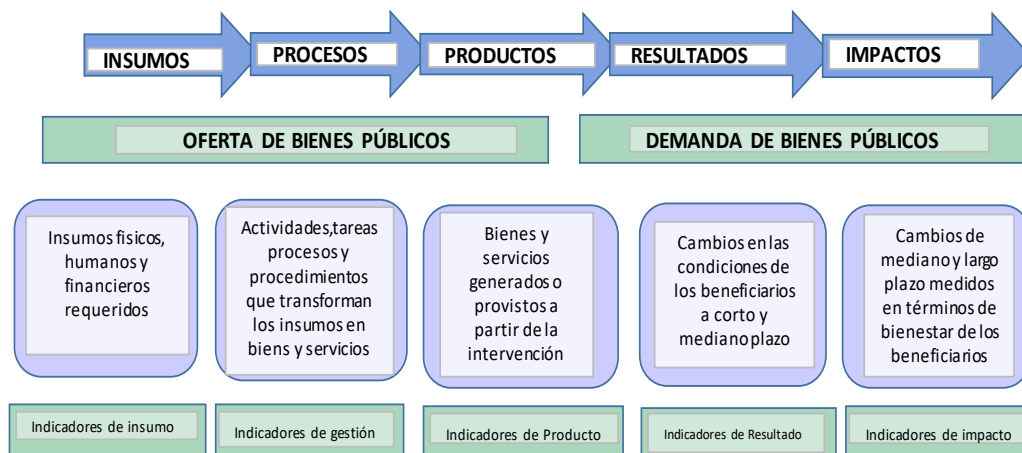 INSUMOS
PROCESOS
PRODUCTOS
RESULTADOS
IMPACTOS
OFERTA DE BIENES PÚBLICOS
DEMANDA DE BIENES PÚBLICOS
Insumos fisicos,
humanos y
financieros
requeridos
Actividades,tareas
procesos y
procedimientos
que transforman
los insumos en
biens y servicios
Bienes y
servicios
generados o
provistos a
partir de la
intervención
Cambios en las
condiciones de
los beneficiarios
a corto y
mediano plazo
Cambios de
mediano y largo
plazo medidos
en términos de
bienestar de los
beneficiarios
Indicadores de insumo
Indicadores de gestión
Indicadores de Producto
Indicadores de Resultado
Indicadores de impacto